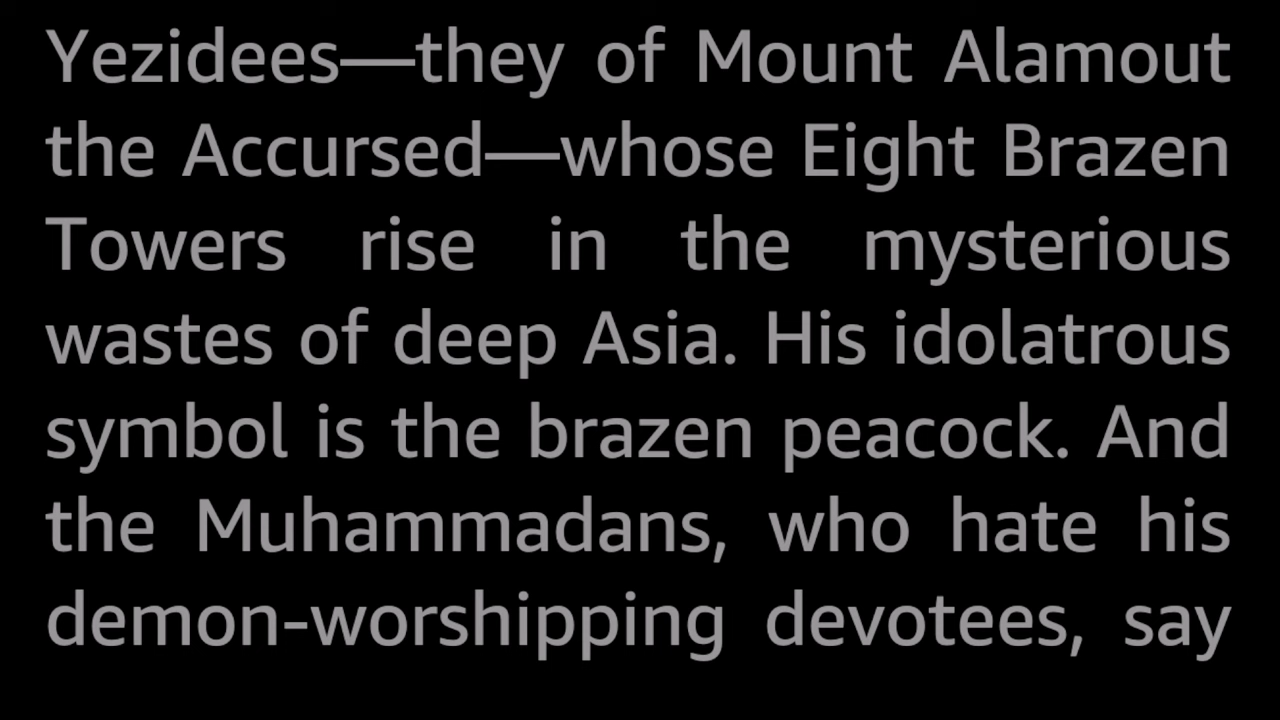 Yezidees—they of Mount Alamout
the Accursed—whose Eight Brazen
Towers rise in the mysterious
wastes of deep Asia. His idolatrous
symbol is the brazen peacock. And
the Muhammadans, who hate his
demon-worshipping devotees, say